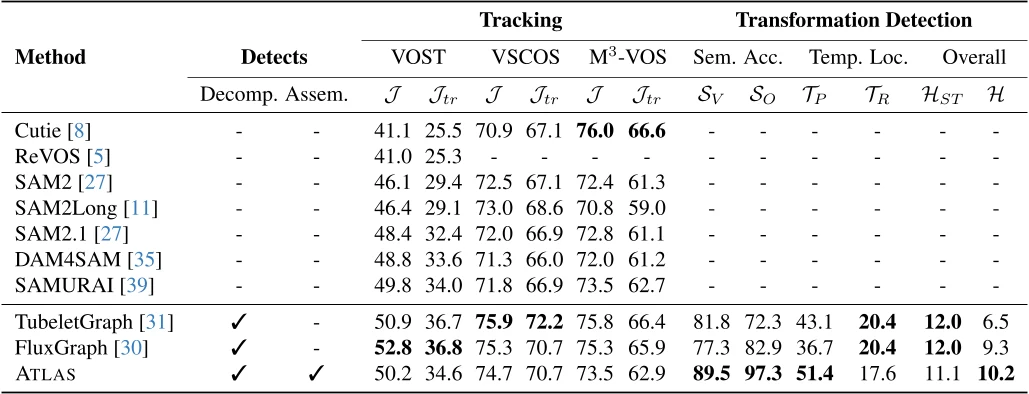 Tracking Transformation Detection
Method Detects VOST VSCOS M³-VOS Sem. Acc. Temp. Loc. Overall
Decomp. Assem. 𝒥 𝒥tr 𝒥 𝒥tr 𝒥 𝒥tr 𝒮V 𝒮O 𝒯P 𝒯R ℋST ℋ
Cutie [8] - - 41.1 25.5 70.9 67.1 76.0 66.6 - - - - - -
ReVOS [5] - - 41.0 25.3 - - - - - - - - - -
SAM2 [27] - - 46.1 29.4 72.5 67.1 72.4 61.3 - - - - - -
SAM2Long [11] - - 46.4 29.1 73.0 68.6 70.8 59.0 - - - - - -
SAM2.1 [27] - - 48.4 32.4 72.0 66.9 72.8 61.1 - - - - - -
DAM4SAM [35] - - 48.8 33.6 71.3 66.0 72.0 61.2 - - - - - -
SAMURAI [39] - - 49.8 34.0 71.8 66.9 73.5 62.7 - - - - - -
TubeletGraph [31] ✓ - 50.9 36.7 75.9 72.2 75.8 66.4 81.8 72.3 43.1 20.4 12.0 6.5
FluxGraph [30] ✓ - 52.8 36.8 75.3 70.7 75.3 65.9 77.3 82.9 36.7 20.4 12.0 9.3
ATLAS ✓ ✓ 50.2 34.6 74.7 70.7 73.5 62.9 89.5 97.3 51.4 17.6 11.1 10.2